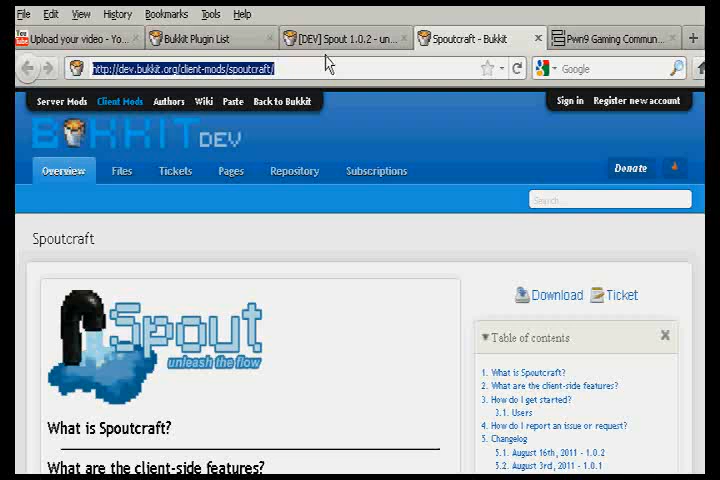 File Edit View History Bookmarks Tools Help
You Tube Upload your video - Yo... Bukkit Plugin List [DEV] Spout 1.0.2 - un... Spoutcraft - Bukkit Pwn9 Gaming Commun...
http://dev.bukkit.org/client-mods/spoutcraft/ Google
Server Mods Client Mods Authors Wiki Paste Back to Bukkit Sign in Register new account
BUKKIT DEV
Overview Files Tickets Pages Repository Subscriptions Donate
Search...
Spoutcraft
Spout
unleash the flow
Download Ticket
Table of contents
1. What is Spoutcraft?
2. What are the client-side features?
3. How do I get started?
3.1. Users
4. How do I report an issue or request?
5. Changelog
5.1. August 16th, 2011 - 1.0.2
5.2. August 3rd, 2011 - 1.0.1
What is Spoutcraft?
What are the client-side features?